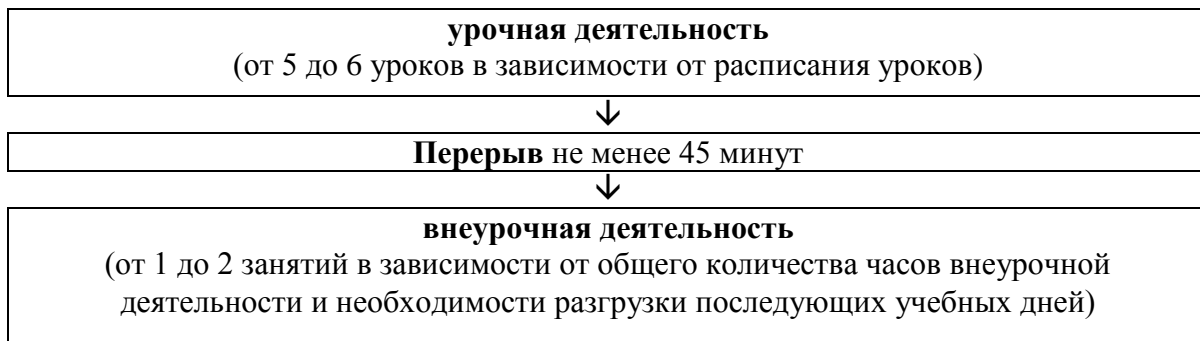 урочная деятельность
(от 5 до 6 уроков в зависимости от расписания уроков)
↓
Перерыв не менее 45 минут
↓
внеурочная деятельность
(от 1 до 2 занятий в зависимости от общего количества часов внеурочной
деятельности и необходимости разгрузки последующих учебных дней)